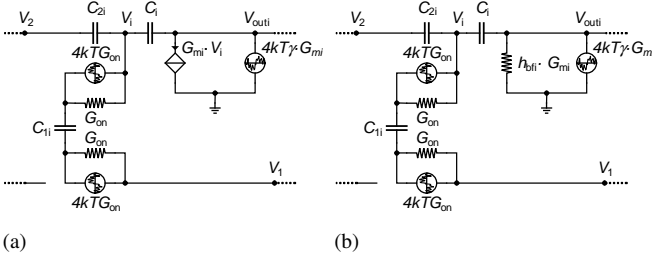 V2 C2i Vi Ci Vouti
Gmi· Vi 4kTγ·Gmi
4kTGon
Gon
C1i
Gon
4kTGon
V1
(a)
V2 C2i Vi Ci Vouti
hbfi· Gmi 4kTγ·Gm
4kTGon
Gon
C1i
Gon
4kTGon
V1
(b)